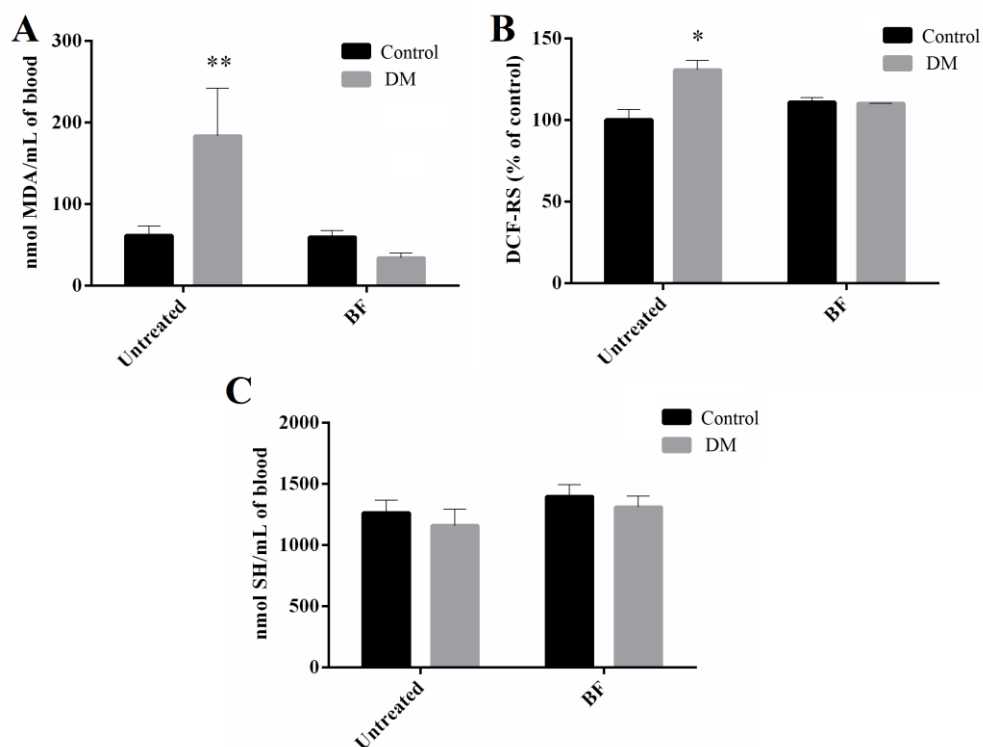 A
nmol MDA/mL of blood
300
200
100
0
**
Control
DM
Untreated
BF
B
DCF-RS (% of control)
150
100
50
0
*
Control
DM
Untreated
BF
C
nmol SH/mL of blood
2000
1500
1000
500
0
Control
DM
Untreated
BF